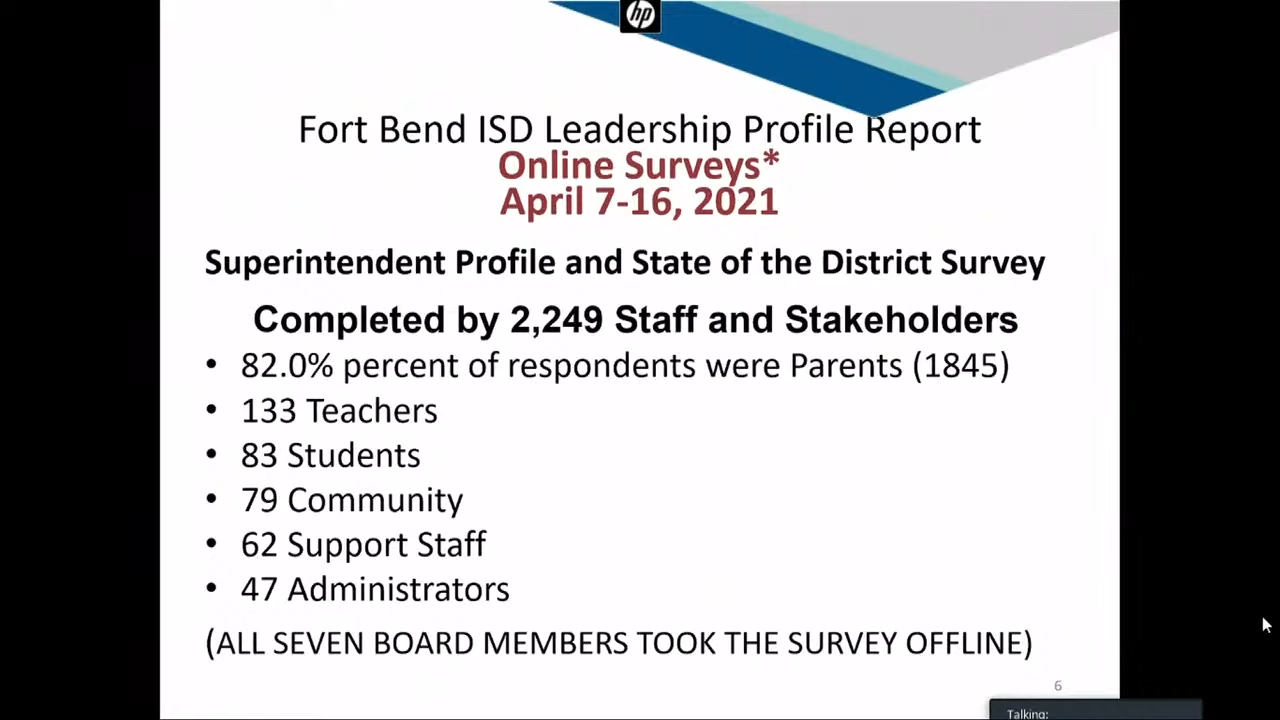 hp
Fort Bend ISD Leadership Profile Report
Online Surveys*
April 7-16, 2021
Superintendent Profile and State of the District Survey
Completed by 2,249 Staff and Stakeholders
• 82.0% percent of respondents were Parents (1845)
• 133 Teachers
• 83 Students
• 79 Community
• 62 Support Staff
• 47 Administrators
(ALL SEVEN BOARD MEMBERS TOOK THE SURVEY OFFLINE)
6
Talking: